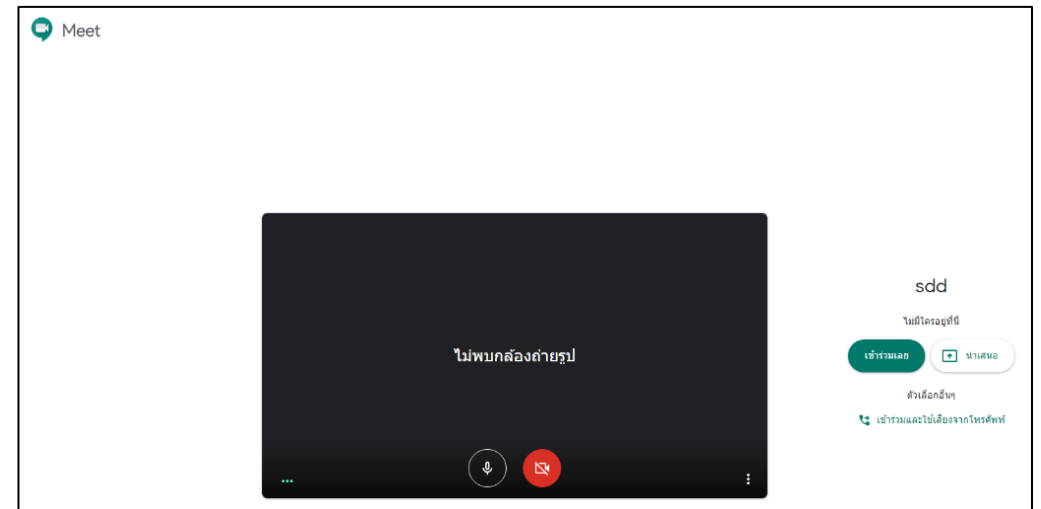 Meet
ไม่พบกล้องถ่ายรูป
sdd
ไม่มีใครอยู่ที่นี่
เข้าร่วมเลย
นำเสนอ
ตัวเลือกอื่นๆ
เข้าร่วมและใช้เสียงจากโทรศัพท์